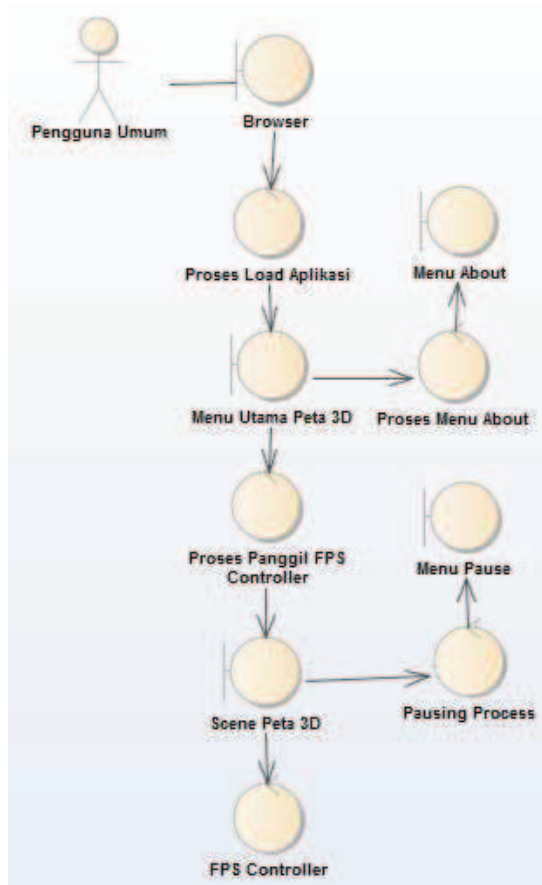 Pengguna Umum
Browser
Proses Load Aplikasi
Menu About
Menu Utama Peta 3D
Proses Menu About
Proses Panggil FPS
Controller
Menu Pause
Scene Peta 3D
Pausing Process
FPS Controller